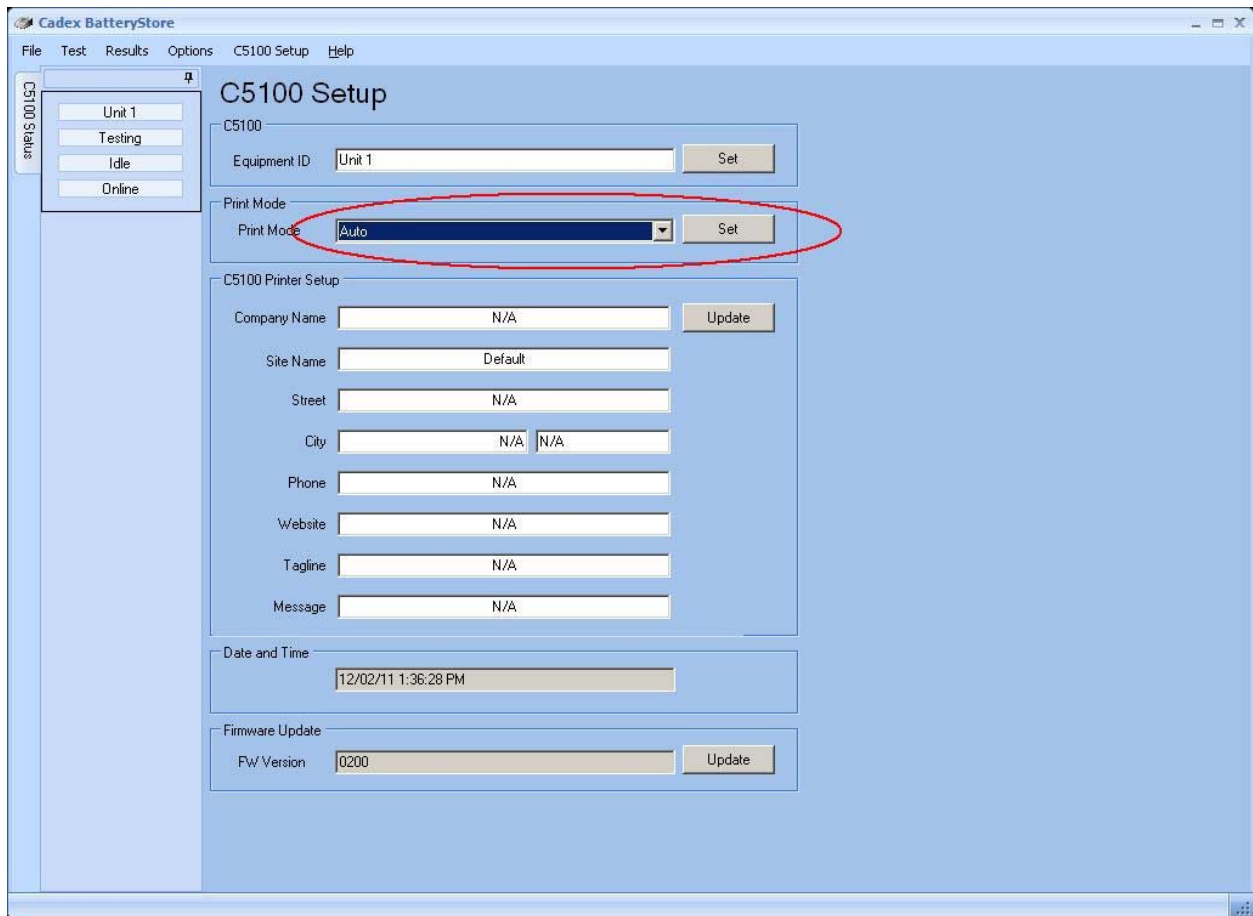 Cadex BatteryStore
File Test Results Options C5100 Setup Help
C5100 Status
Unit 1
Testing
Idle
Online
C5100 Setup
C5100
Equipment ID Unit 1 Set
Print Mode
Print Mode Auto Set
C5100 Printer Setup
Company Name N/A Update
Site Name Default
Street N/A
City N/A N/A
Phone N/A
Website N/A
Tagline N/A
Message N/A
Date and Time
12/02/11 1:36:28 PM
Firmware Update
FW Version 0200 Update